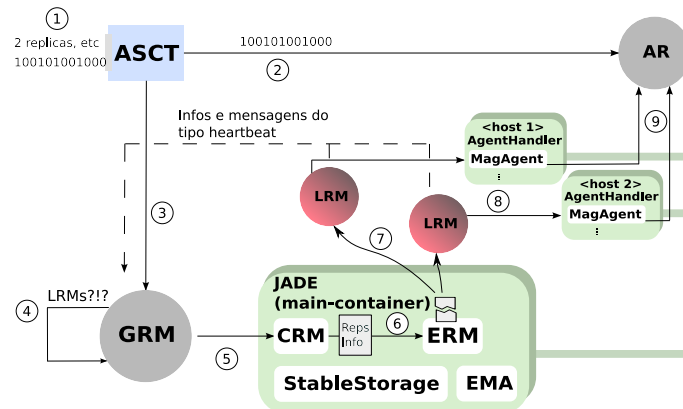 1
2 replicas, etc
100101001000
ASCT
100101001000
2
AR
Infos e mensagens do
tipo heartbeat
<host 1>
AgentHandler
MagAgent
⋮
9
<host 2>
AgentHandler
MagAgent
⋮
LRM
LRM
8
3
7
LRMs?!?
4
GRM
5
JADE
(main-container)
CRM
Reps
Info
6
ERM
StableStorage
EMA